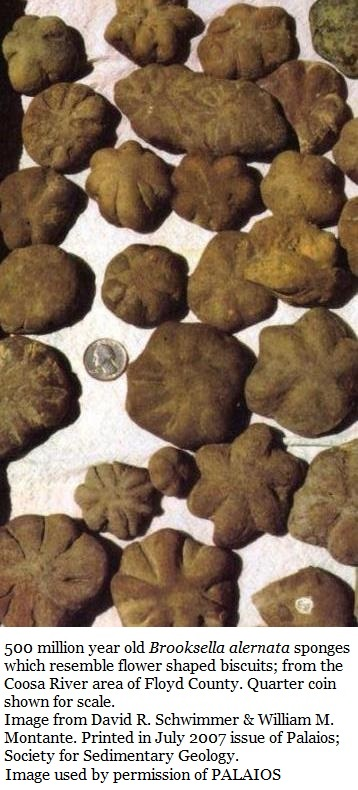 500 million year old Brooksella alernata sponges
which resemble flower shaped biscuits; from the
Coosa River area of Floyd County. Quarter coin
shown for scale.
Image from David R. Schwimmer & William M.
Montante. Printed in July 2007 issue of Palaios;
Society for Sedimentary Geology.
Image used by permission of PALAIOS